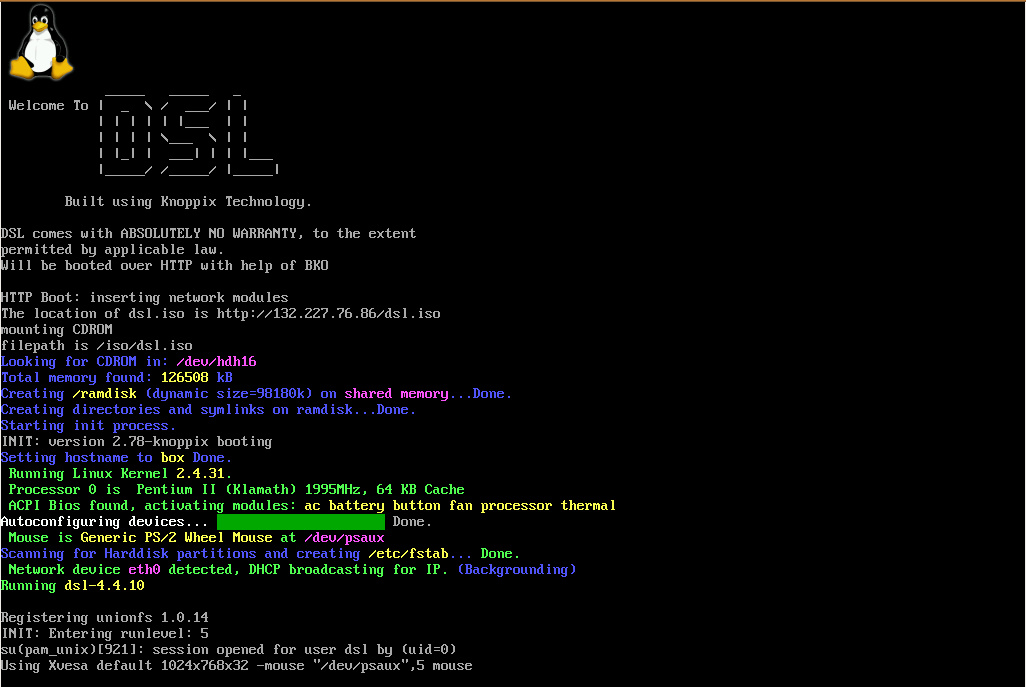 Welcome To DSL
Built using Knoppix Technology.
DSL comes with ABSOLUTELY NO WARRANTY, to the extent
permitted by applicable law.
Will be booted over HTTP with help of BKO
HTTP Boot: inserting network modules
The location of dsl.iso is http://132.227.76.86/dsl.iso
mounting CDROM
filepath is /iso/dsl.iso
Looking for CDROM in: /dev/hdh16
Total memory found: 126508 kB
Creating /ramdisk (dynamic size=98180k) on shared memory...Done.
Creating directories and symlinks on ramdisk...Done.
Starting init process.
INIT: version 2.78-knoppix booting
Setting hostname to box Done.
Running Linux Kernel 2.4.31.
Processor 0 is  Pentium II (Klamath) 1995MHz, 64 KB Cache
ACPI Bios found, activating modules: ac battery button fan processor thermal
Autoconfiguring devices... Done.
Mouse is Generic PS/2 Wheel Mouse at /dev/psaux
Scanning for Harddisk partitions and creating /etc/fstab... Done.
Network device eth0 detected, DHCP broadcasting for IP. (Backgrounding)
Running dsl-4.4.10
Registering unionfs 1.0.14
INIT: Entering runlevel: 5
su(pam_unix)[921]: session opened for user dsl by (uid=0)
Using Xvesa default 1024x768x32 -mouse "/dev/psaux",5 mouse